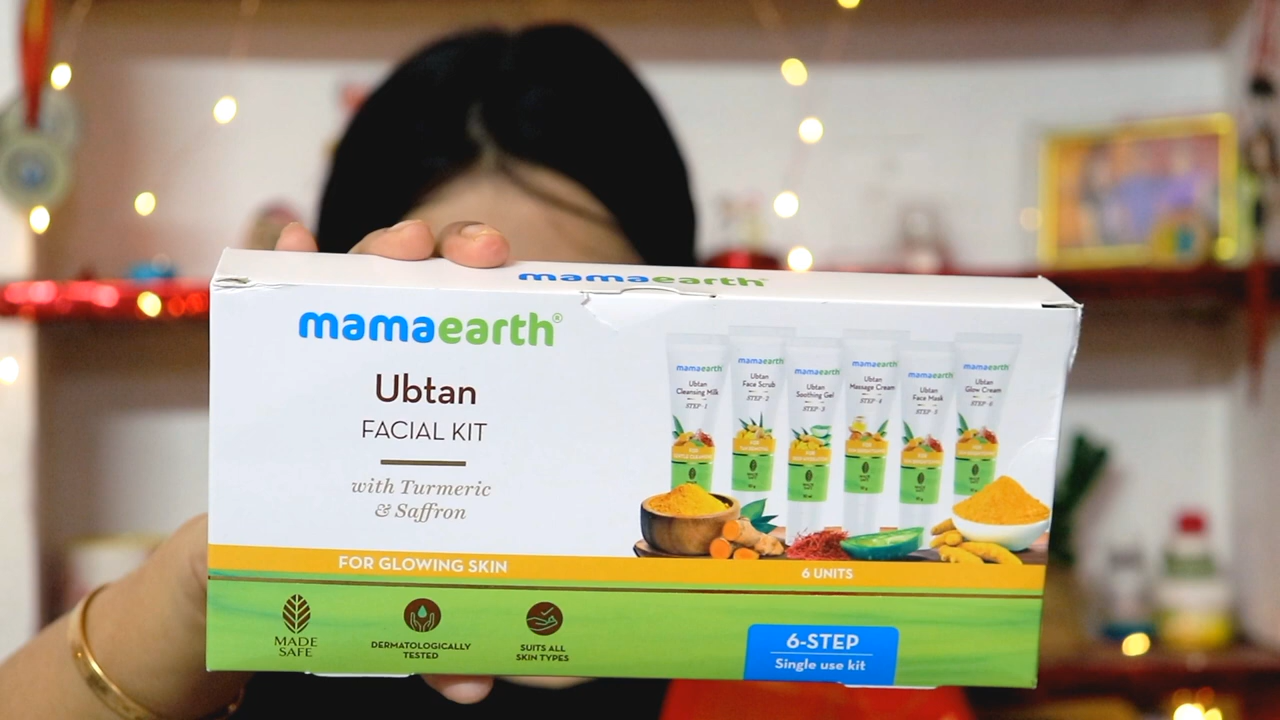 mamaearth
mamaearth®
Ubtan
FACIAL KIT
with Turmeric
& Saffron
mamaearth
Ubtan
Cleansing Milk
STEP-1
mamaearth
Ubtan
Face Scrub
STEP-2
mamaearth
Ubtan
Soothing Gel
STEP-3
mamaearth
Ubtan
Massage Cream
STEP-4
mamaearth
Ubtan
Face Mask
STEP-5
mamaearth
Ubtan
Glow Cream
STEP-6
FOR GLOWING SKIN
6 UNITS
MADE
SAFE
DERMATOLOGICALLY
TESTED
SUITS ALL
SKIN TYPES
6-STEP
Single use kit